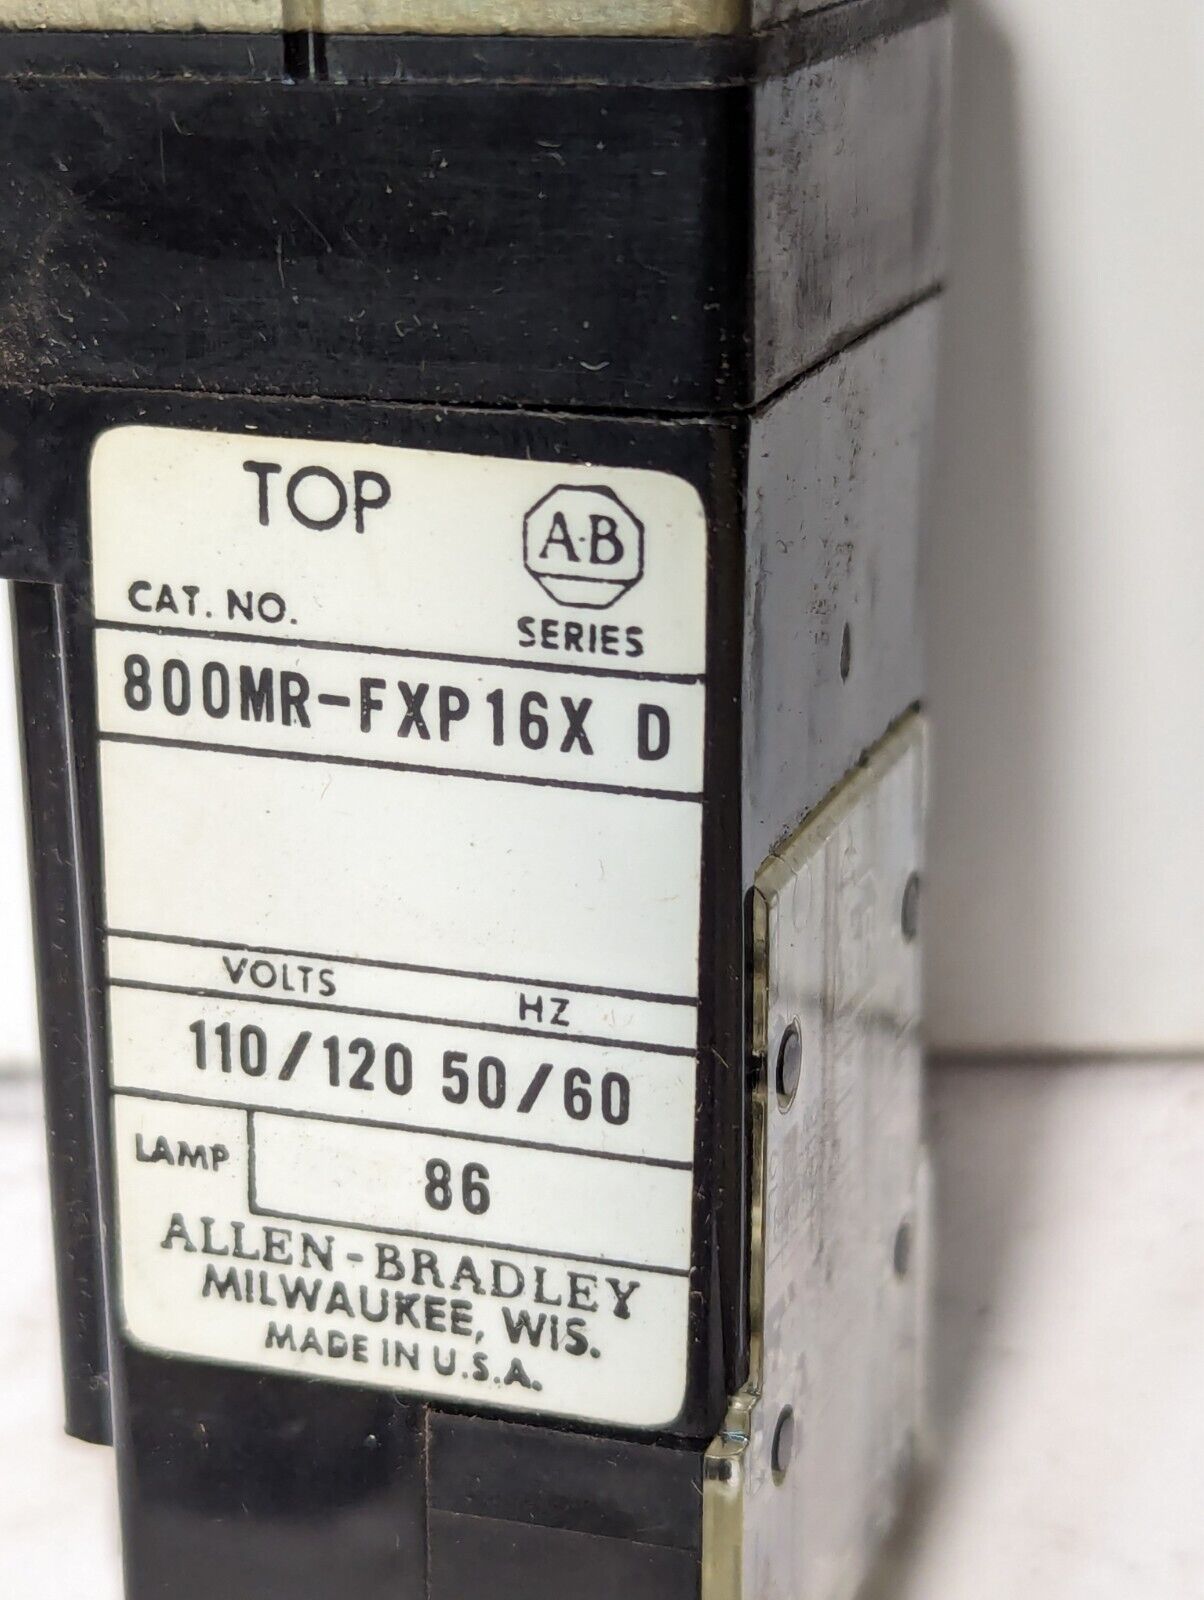 TOP
A·B
CAT. NO.
SERIES
800MR-FXP16X D
VOLTS HZ
110/120 50/60
LAMP 86
ALLEN-BRADLEY
MILWAUKEE, WIS.
MADE IN U.S.A.